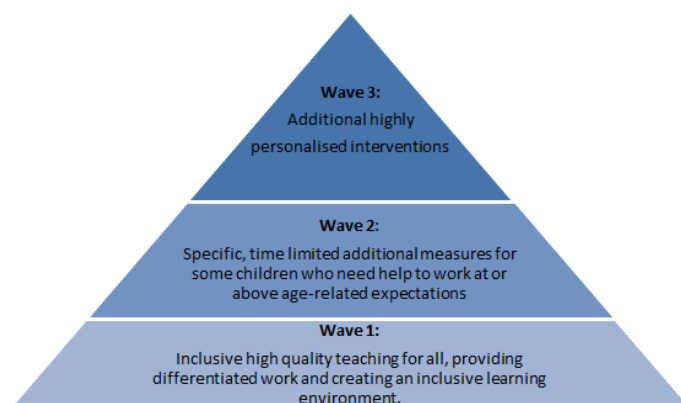 Wave 3:
Additional highly
personalised interventions
Wave 2:
Specific, time limited additional measures for
some children who need help to work at or
above age-related expectations
Wave 1:
Inclusive high quality teaching for all, providing
differentiated work and creating an inclusive learning
environment.